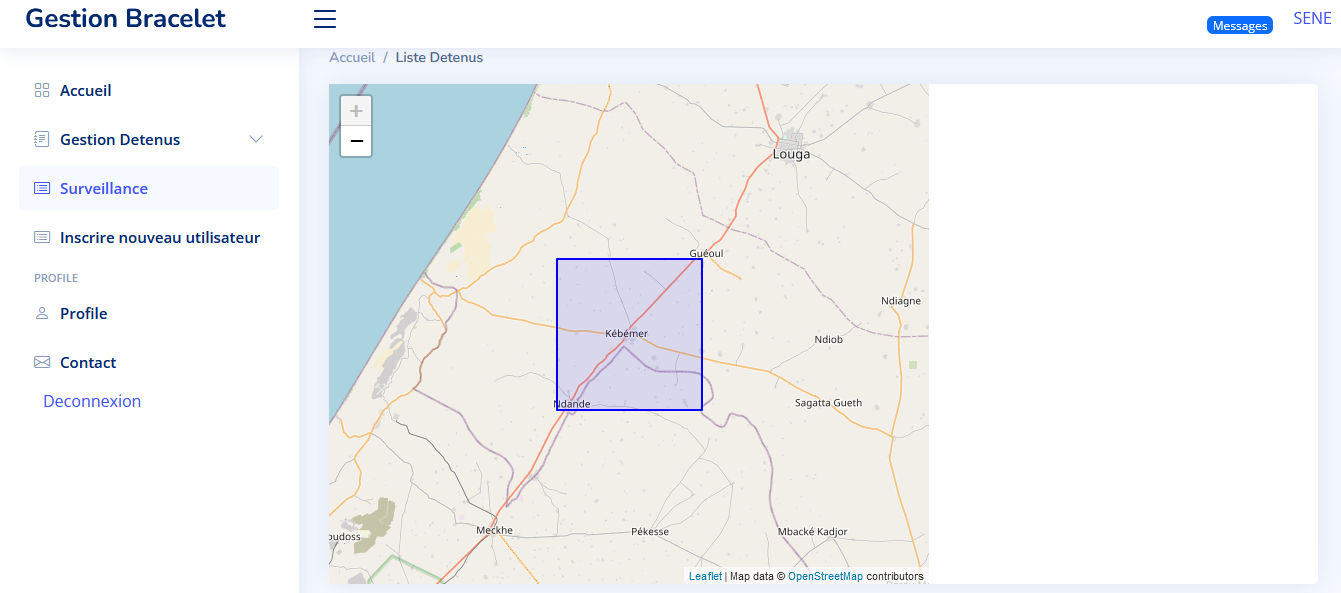 Gestion Bracelet
Messages
SENE
Accueil / Liste Detenus
Accueil
Gestion Detenus
Surveillance
Inscrire nouveau utilisateur
PROFILE
Profile
Contact
Deconnexion
+
−
Louga
Guéoul
Ndiagne
Kébémer
Ndiob
Ndande
Sagatta Gueth
Meckhe
Pékesse
Mbacké Kadjor
oudoss
Leaflet | Map data © OpenStreetMap contributors